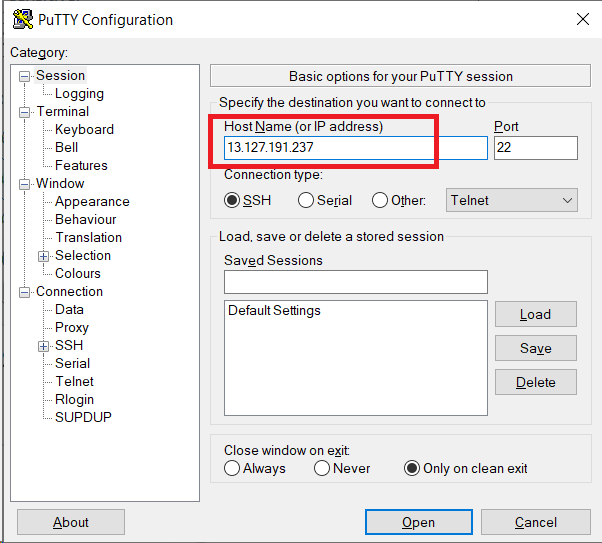 PuTTY Configuration
Category:
Session
Logging
Terminal
Keyboard
Bell
Features
Window
Appearance
Behaviour
Translation
Selection
Colours
Connection
Data
Proxy
SSH
Serial
Telnet
Rlogin
SUPDUP
Basic options for your PuTTY session
Specify the destination you want to connect to
Host Name (or IP address) Port
13.127.191.237 22
Connection type:
SSH Serial Other: Telnet
Load, save or delete a stored session
Saved Sessions
Default Settings
Load
Save
Delete
Close window on exit:
Always Never Only on clean exit
About Open Cancel